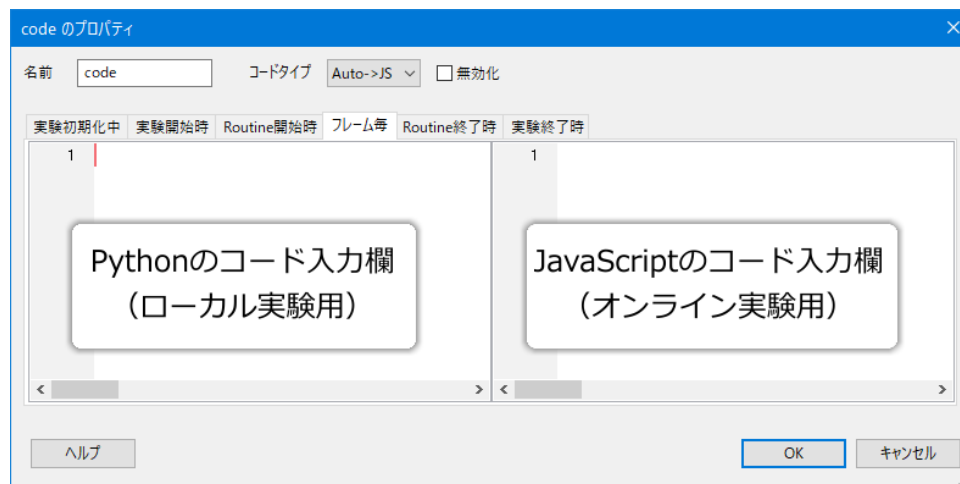 code のプロパティ
名前 code コードタイプ Auto->JS 無効化
実験初期化中 実験開始時 Routine開始時 フレーム毎 Routine終了時 実験終了時
1 1
Pythonのコード入力欄 JavaScriptのコード入力欄
（ローカル実験用） （オンライン実験用）
ヘルプ OK キャンセル